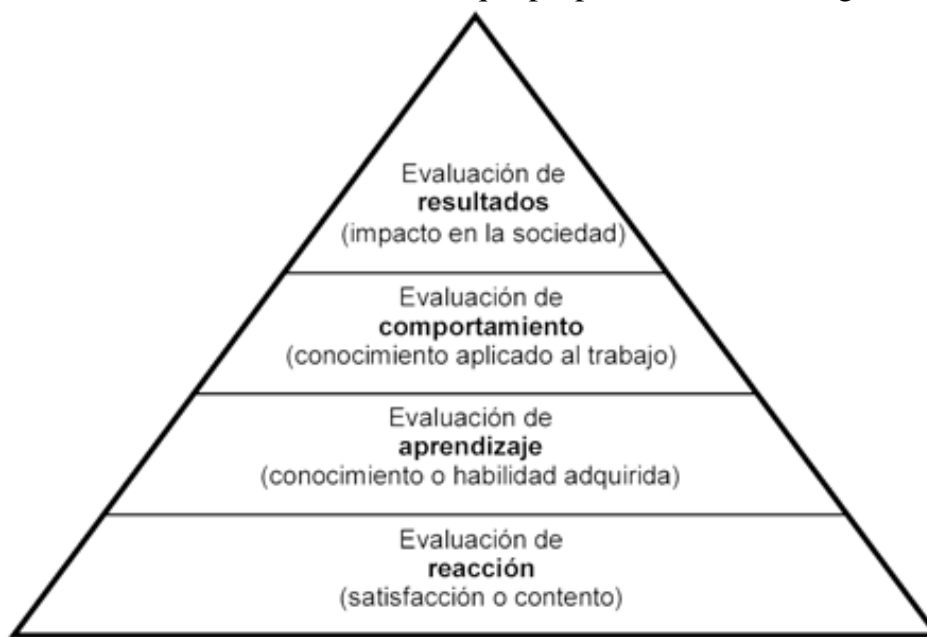 Evaluación de
resultados
(impacto en la sociedad)
Evaluación de
comportamiento
(conocimiento aplicado al trabajo)
Evaluación de
aprendizaje
(conocimiento o habilidad adquirida)
Evaluación de
reacción
(satisfacción o contento)